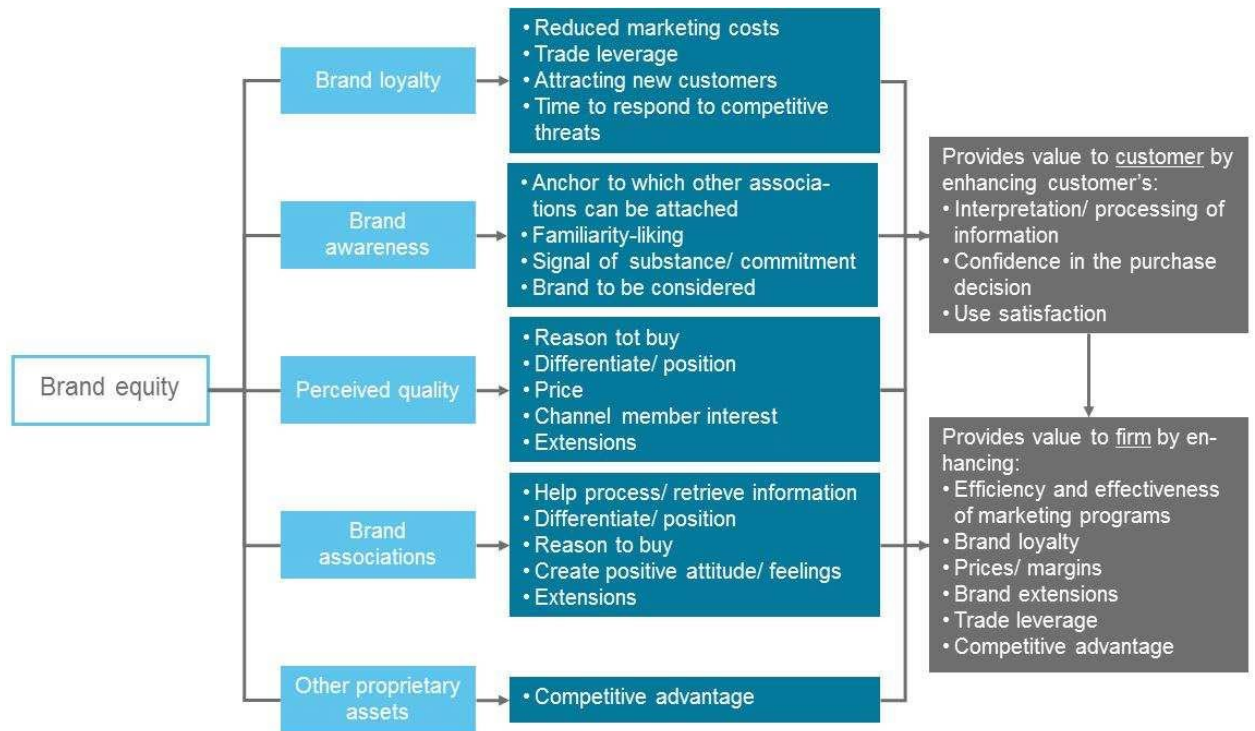 Brand equity
Brand loyalty
• Reduced marketing costs
• Trade leverage
• Attracting new customers
• Time to respond to competitive
threats
Brand
awareness
• Anchor to which other associa-
tions can be attached
• Familiarity-liking
• Signal of substance/ commitment
• Brand to be considered
Perceived quality
• Reason tot buy
• Differentiate/ position
• Price
• Channel member interest
• Extensions
Brand
associations
• Help process/ retrieve information
• Differentiate/ position
• Reason to buy
• Create positive attitude/ feelings
• Extensions
Other proprietary
assets
• Competitive advantage
Provides value to customer by
enhancing customer's:
• Interpretation/ processing of
information
• Confidence in the purchase
decision
• Use satisfaction
Provides value to firm by en-
hancing:
• Efficiency and effectiveness
of marketing programs
• Brand loyalty
• Prices/ margins
• Brand extensions
• Trade leverage
• Competitive advantage